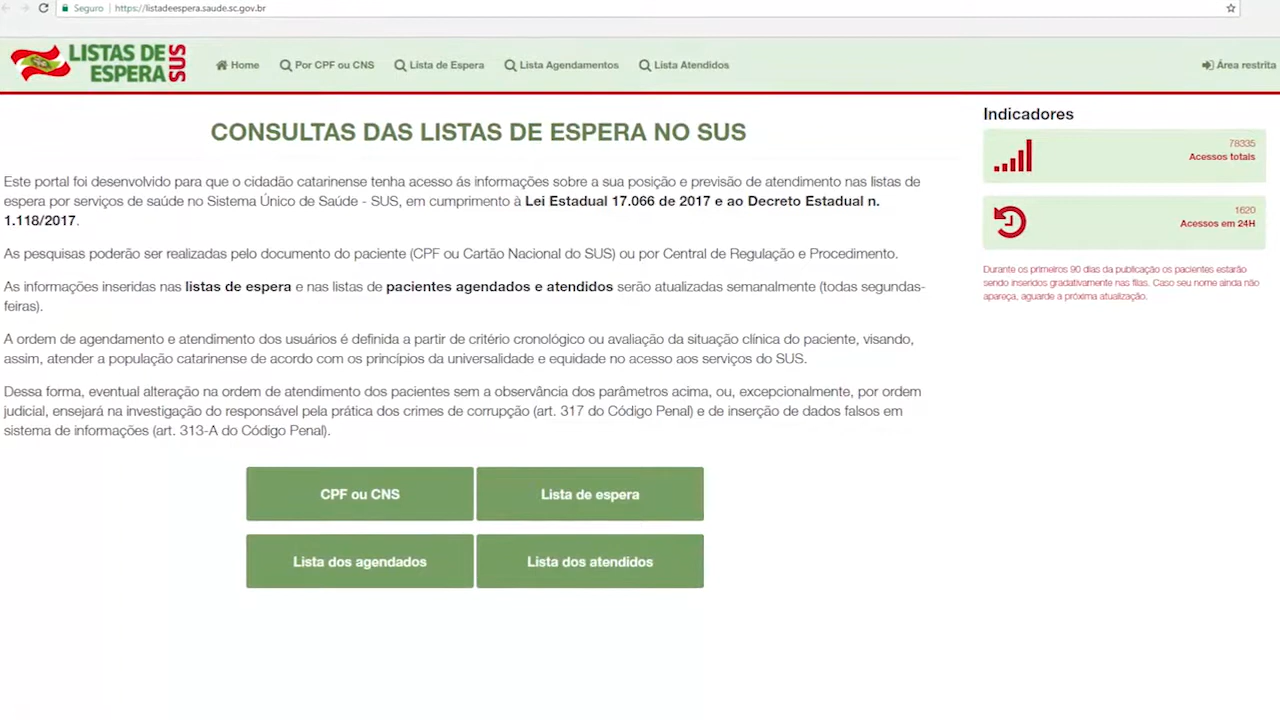 Seguro | https://listadeespera.saude.sc.gov.br
LISTAS DE ESPERA SUS
Home
Por CPF ou CNS
Lista de Espera
Lista Agendamentos
Lista Atendidos
Área restrita
CONSULTAS DAS LISTAS DE ESPERA NO SUS
Este portal foi desenvolvido para que o cidadão catarinense tenha acesso ás informações sobre a sua posição e previsão de atendimento nas listas de
espera por serviços de saúde no Sistema Único de Saúde - SUS, em cumprimento à Lei Estadual 17.066 de 2017 e ao Decreto Estadual n.
1.118/2017.
As pesquisas poderão ser realizadas pelo documento do paciente (CPF ou Cartão Nacional do SUS) ou por Central de Regulação e Procedimento.
As informações inseridas nas listas de espera e nas listas de pacientes agendados e atendidos serão atualizadas semanalmente (todas segundas-
feiras).
A ordem de agendamento e atendimento dos usuários é definida a partir de critério cronológico ou avaliação da situação clínica do paciente, visando,
assim, atender a população catarinense de acordo com os princípios da universalidade e equidade no acesso aos serviços do SUS.
Dessa forma, eventual alteração na ordem de atendimento dos pacientes sem a observância dos parâmetros acima, ou, excepcionalmente, por ordem
judicial, ensejará na investigação do responsável pela prática dos crimes de corrupção (art. 317 do Código Penal) e de inserção de dados falsos em
sistema de informações (art. 313-A do Código Penal).
CPF ou CNS
Lista de espera
Lista dos agendados
Lista dos atendidos
Indicadores
78335
Acessos totais
1620
Acessos em 24H
Durante os primeiros 90 dias da publicação os pacientes estarão
sendo inseridos gradativamente nas filas. Caso seu nome ainda não
apareça, aguarde a próxima atualização.